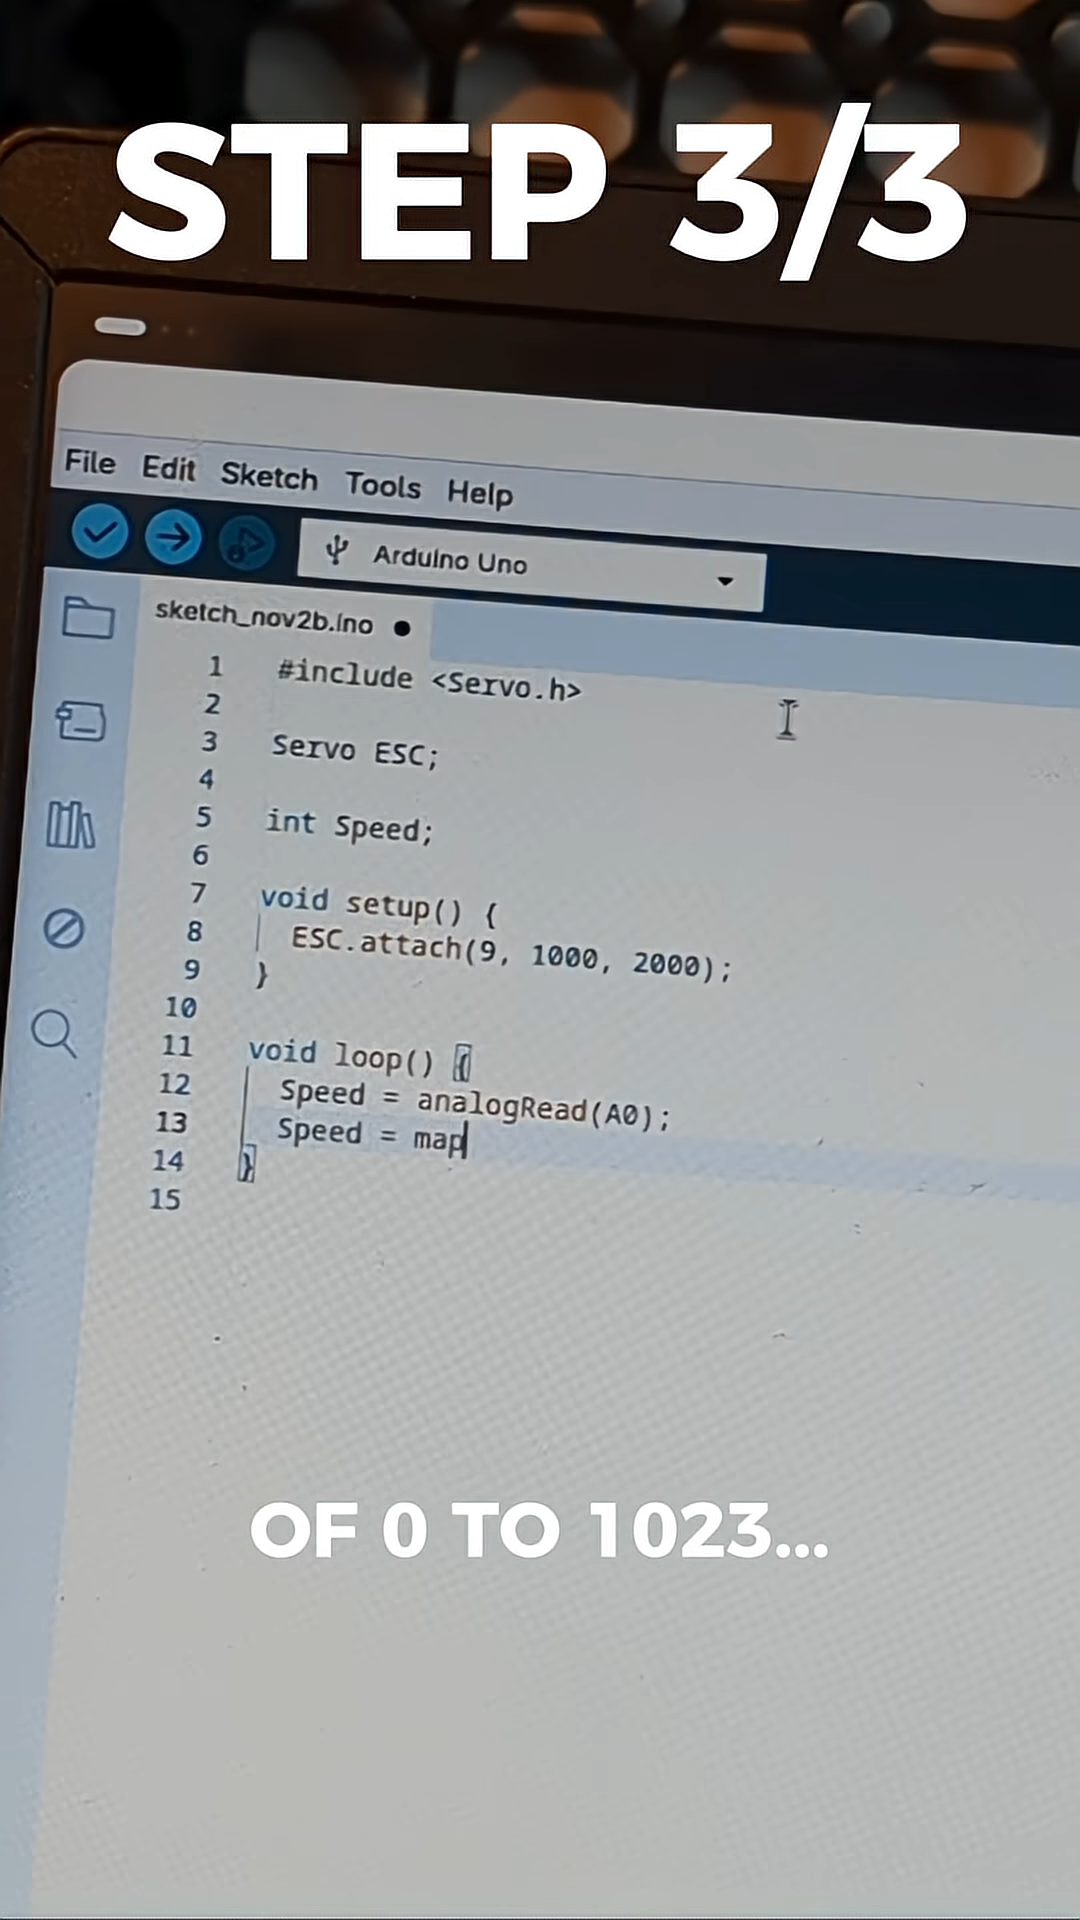 STEP 3/3
File Edit Sketch Tools Help
Arduino Uno
sketch_nov2b.ino
1 #include <Servo.h>
2
3 Servo ESC;
4
5 int Speed;
6
7 void setup() {
8 ESC.attach(9, 1000, 2000);
9 }
10
11 void loop() {
12 Speed = analogRead(A0);
13 Speed = map
14 }
15
OF 0 TO 1023...